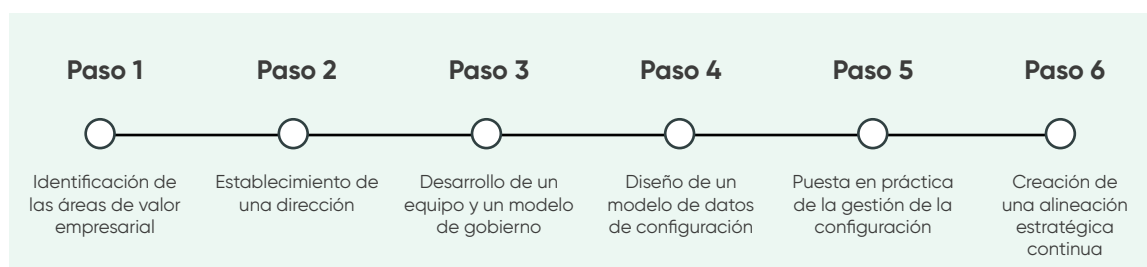 Paso 1
Identificación de
las áreas de valor
empresarial
Paso 2
Establecimiento de
una dirección
Paso 3
Desarrollo de un
equipo y un modelo
de gobierno
Paso 4
Diseño de un
modelo de datos
de configuración
Paso 5
Puesta en práctica
de la gestión de la
configuración
Paso 6
Creación de
una alineación
estratégica
continua